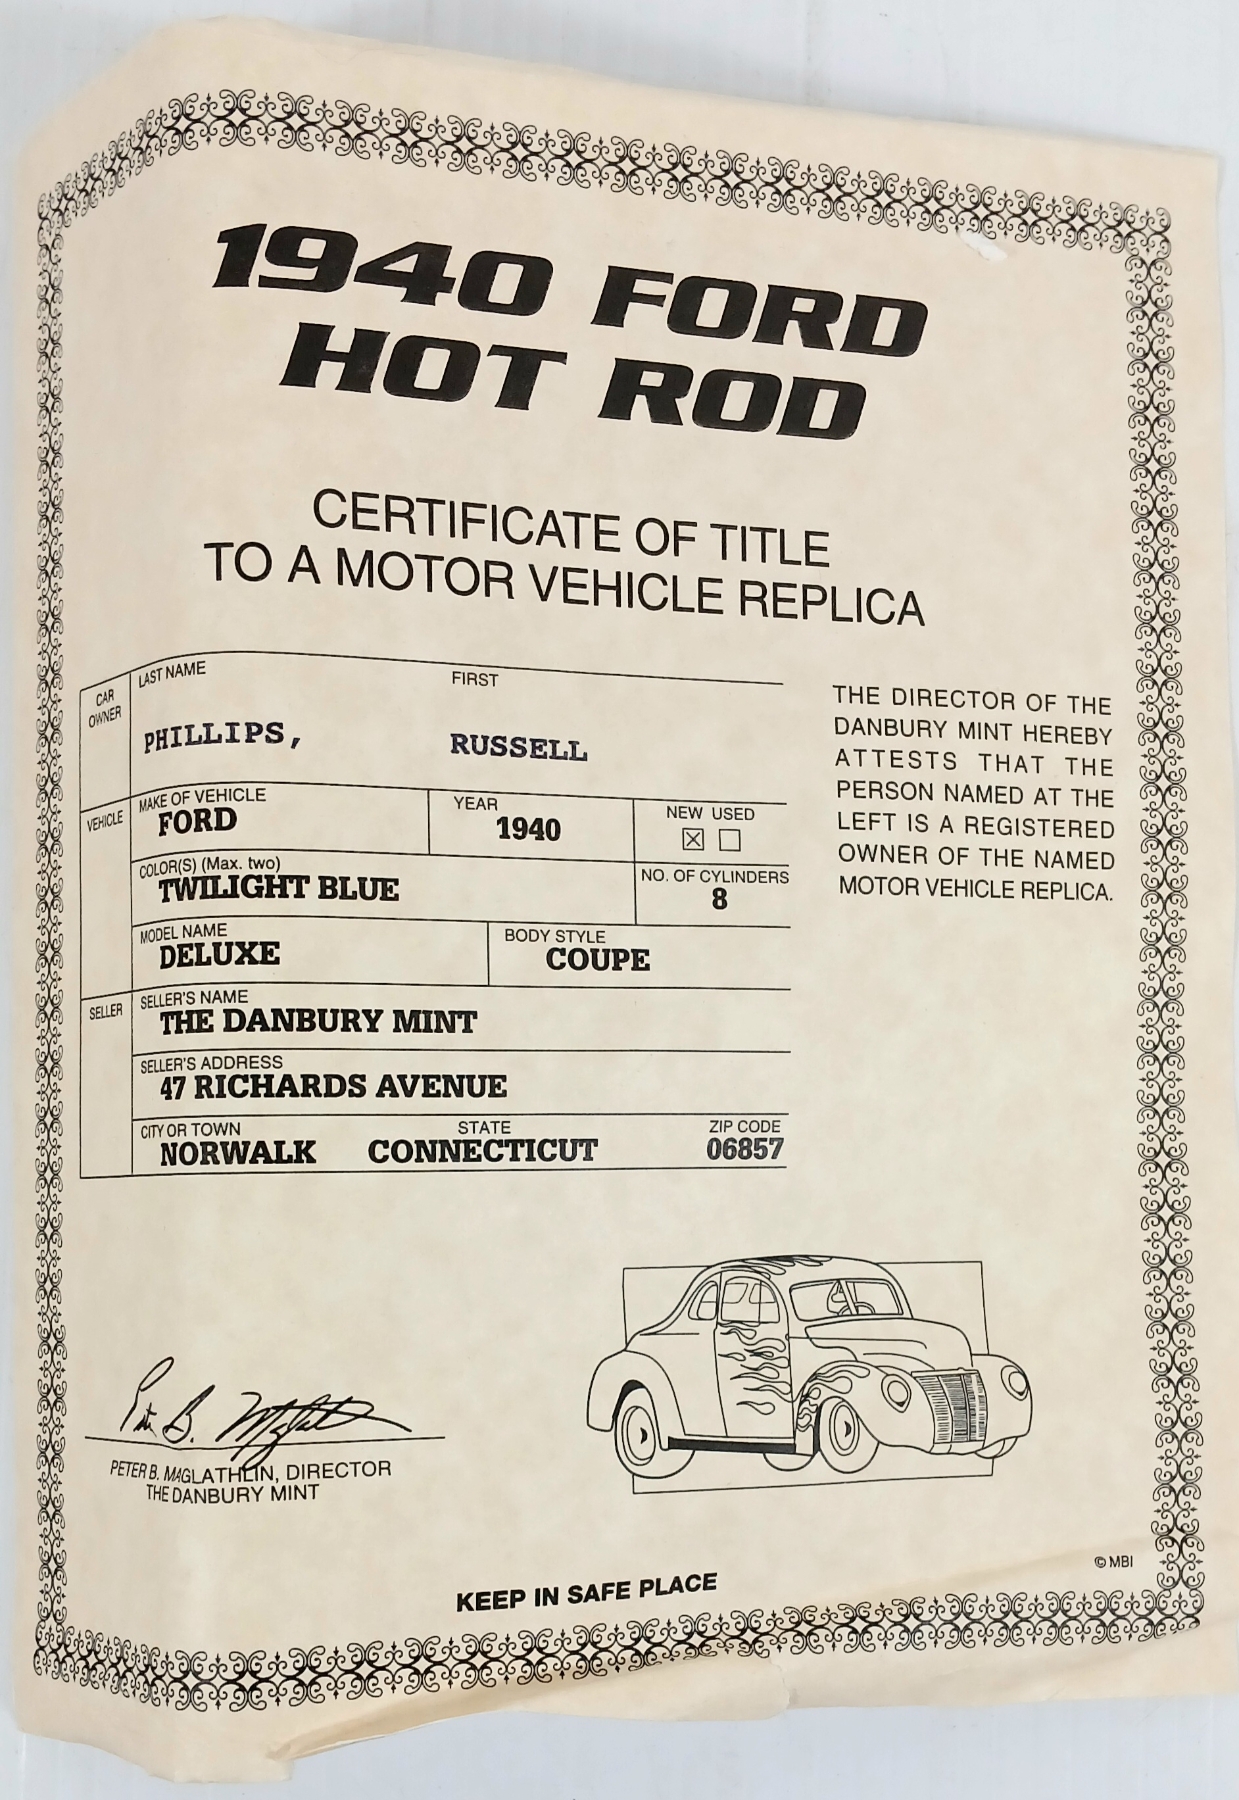 1940 FORD
HOT ROD
CERTIFICATE OF TITLE
TO A MOTOR VEHICLE REPLICA
CAR
OWNER
LAST NAME FIRST
PHILLIPS, RUSSELL
VEHICLE
MAKE OF VEHICLE YEAR NEW USED
FORD 1940 ☒ ☐
COLOR(S) (Max. two) NO. OF CYLINDERS
TWILIGHT BLUE 8
MODEL NAME BODY STYLE
DELUXE COUPE
SELLER
SELLER'S NAME
THE DANBURY MINT
SELLER'S ADDRESS
47 RICHARDS AVENUE
CITY OR TOWN STATE ZIP CODE
NORWALK CONNECTICUT 06857
THE DIRECTOR OF THE
DANBURY MINT HEREBY
ATTESTS THAT THE
PERSON NAMED AT THE
LEFT IS A REGISTERED
OWNER OF THE NAMED
MOTOR VEHICLE REPLICA.
Peter B. Maglathlin
PETER B. MAGLATHLIN, DIRECTOR
THE DANBURY MINT
© MBI
KEEP IN SAFE PLACE